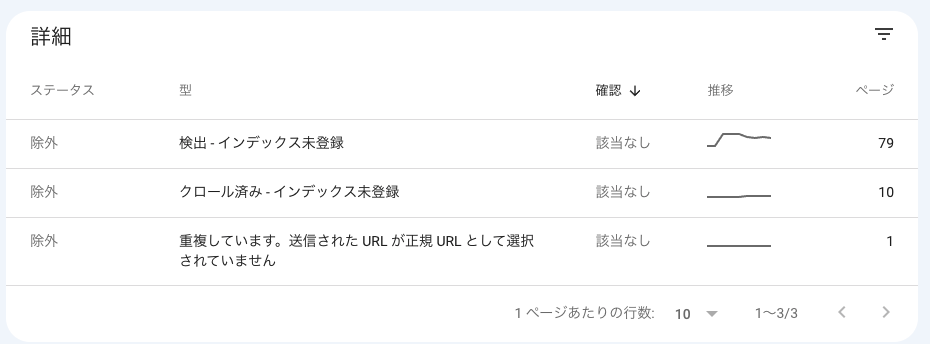 詳細
ステータス 型 確認 ↓ 推移 ページ
除外 検出 - インデックス未登録 該当なし 79
除外 クロール済み - インデックス未登録 該当なし 10
除外 重複しています。送信された URL が正規 URL として選択 該当なし 1
されていません
1 ページあたりの行数: 10 1～3/3